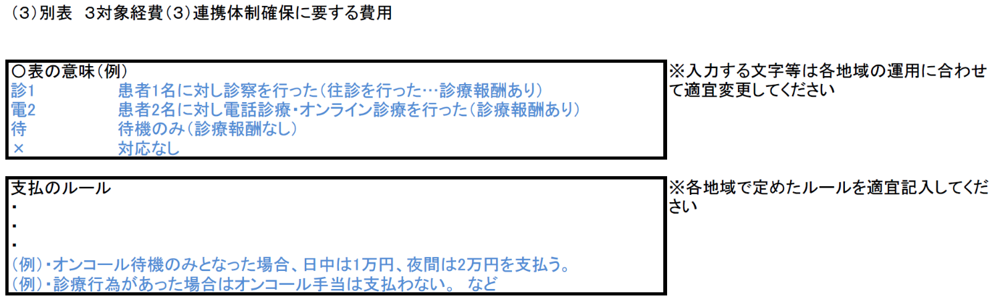 （３）別表　３対象経費（３）連携体制確保に要する費用
〇表の意味（例）
診1　患者1名に対し診察を行った（往診を行った…診療報酬あり）
電2　患者2名に対し電話診療・オンライン診療を行った（診療報酬あり）
待　待機のみ（診療報酬なし）
×　対応なし
※入力する文字等は各地域の運用に合わせ
て適宜変更してください
支払のルール
・
・
・
（例）・オンコール待機のみとなった場合、日中は1万円、夜間は2万円を支払う。
（例）・診療行為があった場合はオンコール手当は支払わない。　など
※各地域で定めたルールを適宜記入してくだ
さい